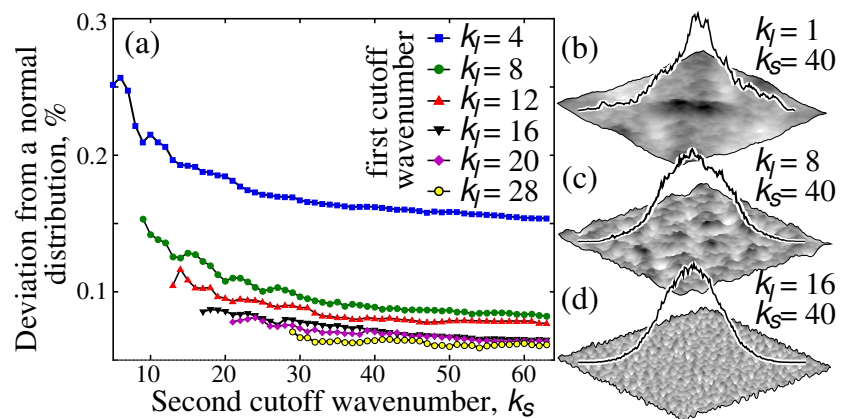 Deviation from a normal
distribution, %
0.3
0.2
0.1
(a)
first cutoff
wavenumber
k_l = 4
k_l = 8
k_l = 12
k_l = 16
k_l = 20
k_l = 28
10
20
30
40
50
60
Second cutoff wavenumber, k_s
(b)
k_l = 1
k_s = 40
(c)
k_l = 8
k_s = 40
(d)
k_l = 16
k_s = 40